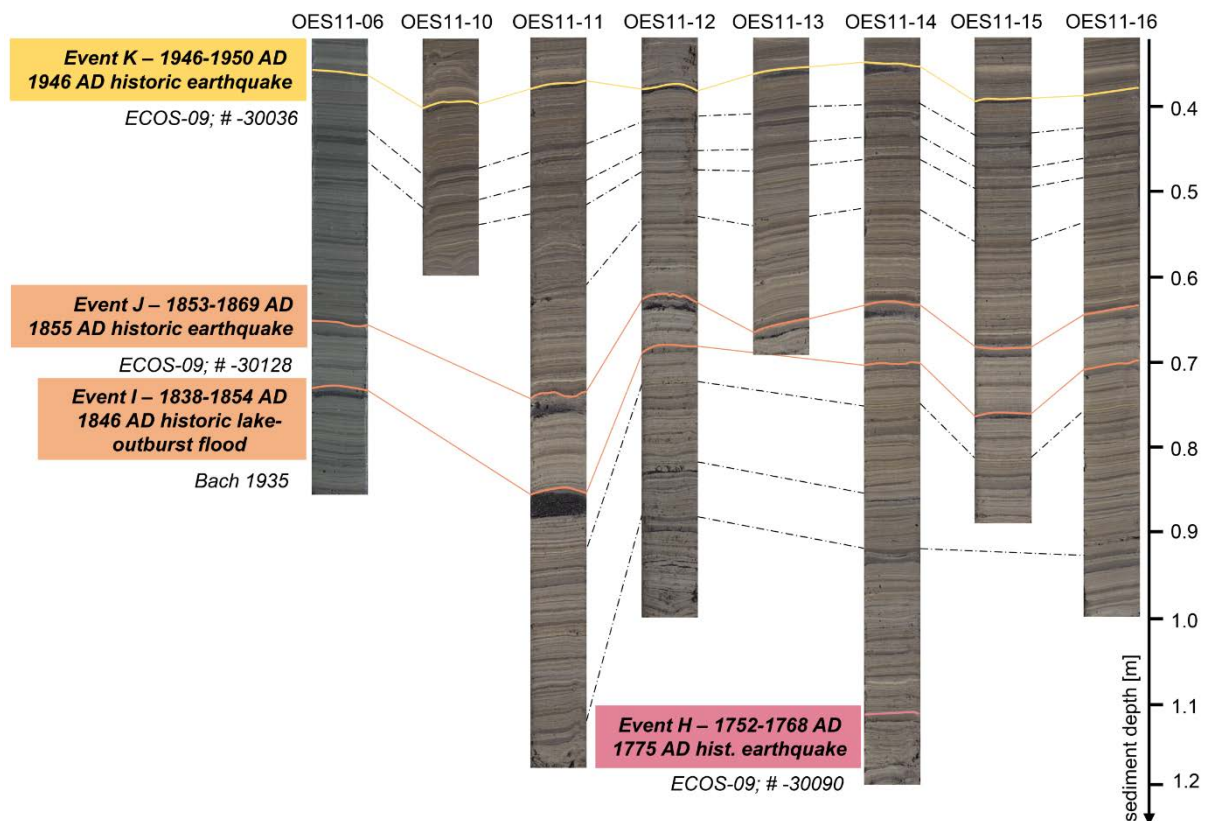 OES11-06 OES11-10 OES11-11 OES11-12 OES11-13 OES11-14 OES11-15 OES11-16
Event K – 1946-1950 AD
1946 AD historic earthquake
ECOS-09; # -30036
0.4
0.5
0.6
Event J – 1853-1869 AD
1855 AD historic earthquake
ECOS-09; # -30128
0.7
Event I – 1838-1854 AD
1846 AD historic lake-
outburst flood
Bach 1935
0.8
0.9
1.0
1.1
Event H – 1752-1768 AD
1775 AD hist. earthquake
ECOS-09; # -30090
1.2
sediment depth [m]